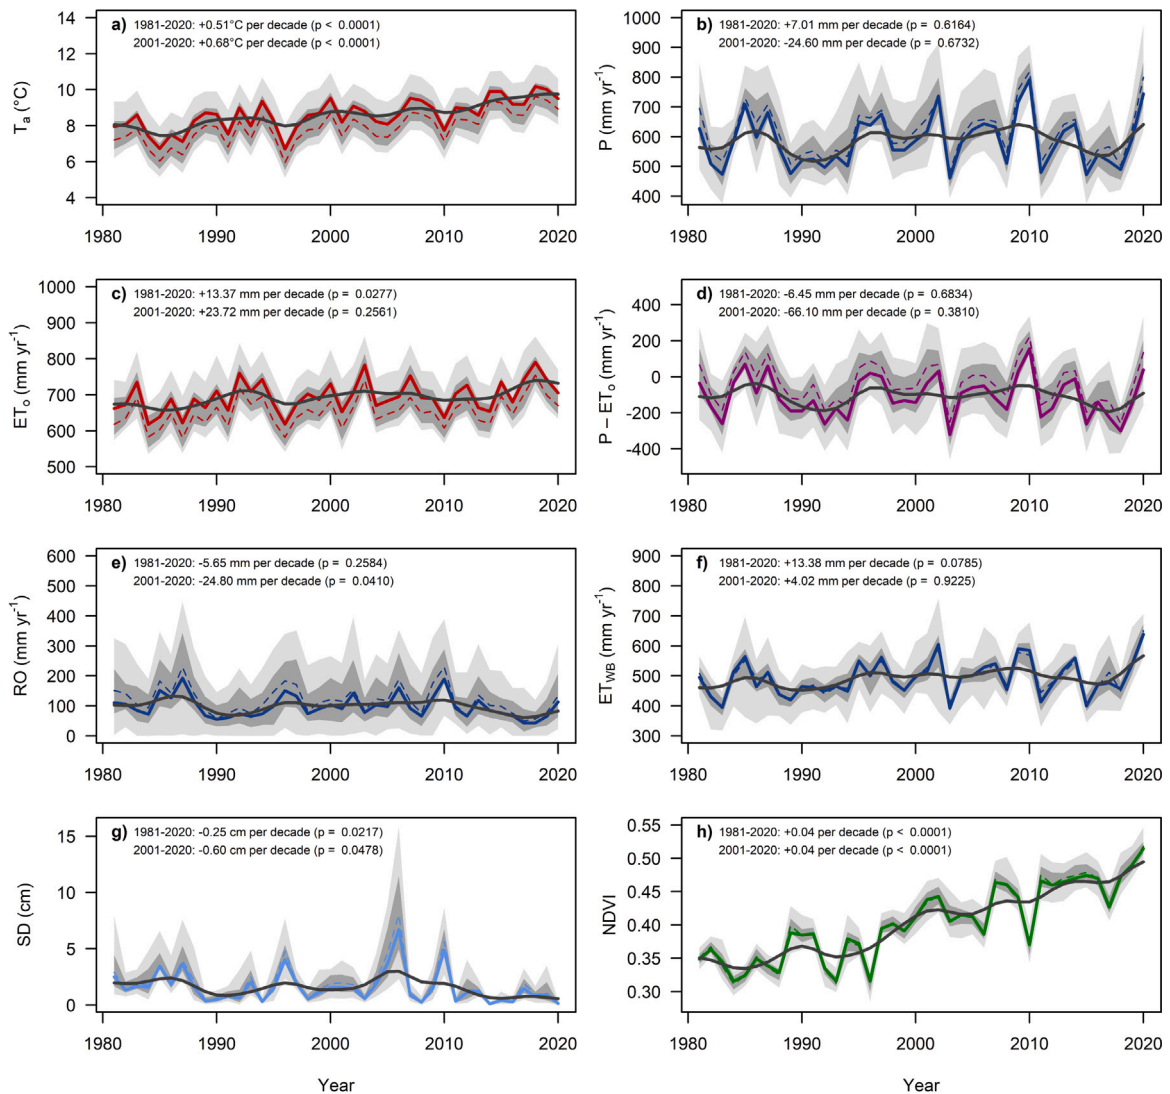 a) 1981-2020: +0.51°C per decade (p < 0.0001)
2001-2020: +0.68°C per decade (p < 0.0001)
14
12
10
8
6
4
Ta (°C)
1980 1990 2000 2010 2020
b) 1981-2020: +7.01 mm per decade (p = 0.6164)
2001-2020: -24.60 mm per decade (p = 0.6732)
1000
900
800
700
600
500
400
P (mm yr-1)
1980 1990 2000 2010 2020
c) 1981-2020: +13.37 mm per decade (p = 0.0277)
2001-2020: +23.72 mm per decade (p = 0.2561)
1000
900
800
700
600
500
ETo (mm yr-1)
1980 1990 2000 2010 2020
d) 1981-2020: -6.45 mm per decade (p = 0.6834)
2001-2020: -66.10 mm per decade (p = 0.3810)
400
200
0
-200
-400
P − ETo (mm yr-1)
1980 1990 2000 2010 2020
e) 1981-2020: -5.65 mm per decade (p = 0.2584)
2001-2020: -24.80 mm per decade (p = 0.0410)
600
500
400
300
200
100
0
RO (mm yr-1)
1980 1990 2000 2010 2020
f) 1981-2020: +13.38 mm per decade (p = 0.0785)
2001-2020: +4.02 mm per decade (p = 0.9225)
900
800
700
600
500
400
300
ETWB (mm yr-1)
1980 1990 2000 2010 2020
g) 1981-2020: -0.25 cm per decade (p = 0.0217)
2001-2020: -0.60 cm per decade (p = 0.0478)
15
10
5
0
SD (cm)
1980 1990 2000 2010 2020
Year
h) 1981-2020: +0.04 per decade (p < 0.0001)
2001-2020: +0.04 per decade (p < 0.0001)
0.55
0.50
0.45
0.40
0.35
0.30
NDVI
1980 1990 2000 2010 2020
Year